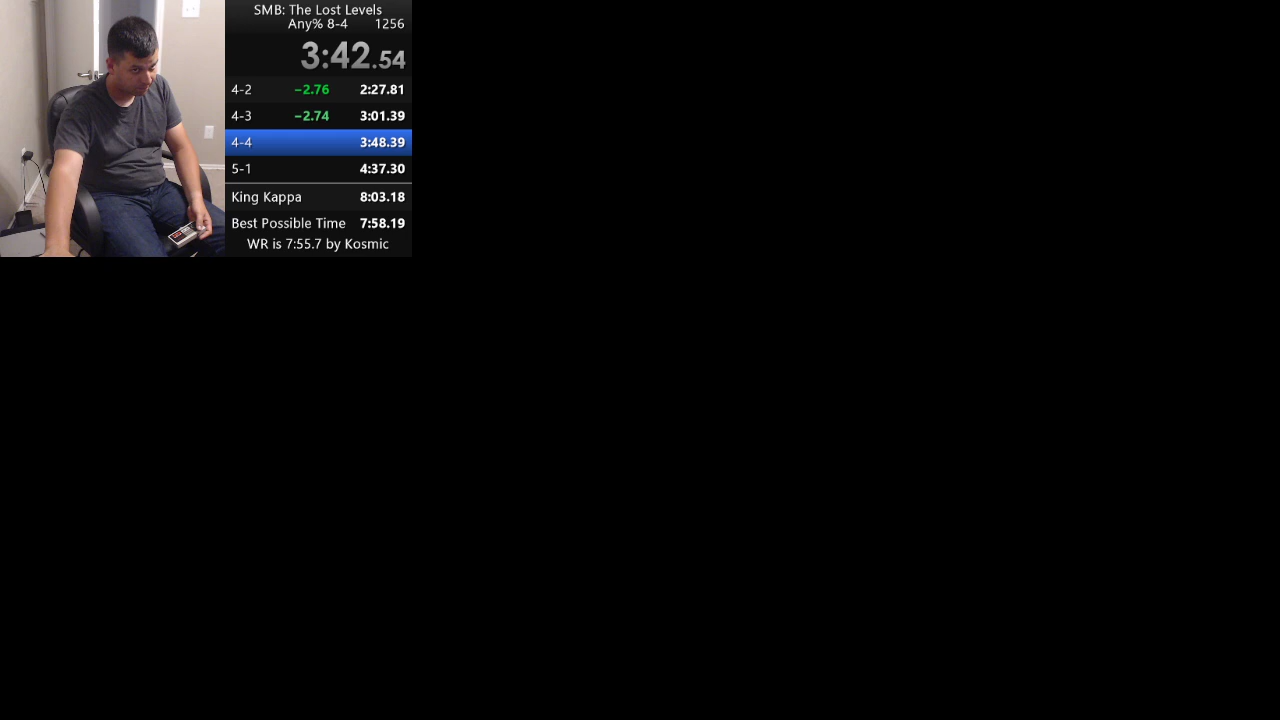 SMB: The Lost Levels
Any% 8-4 1256
3:42.54
4-2 −2.76 2:27.81
4-3 −2.74 3:01.39
4-4 3:48.39
5-1 4:37.30
King Kappa 8:03.18
Best Possible Time 7:58.19
WR is 7:55.7 by Kosmic